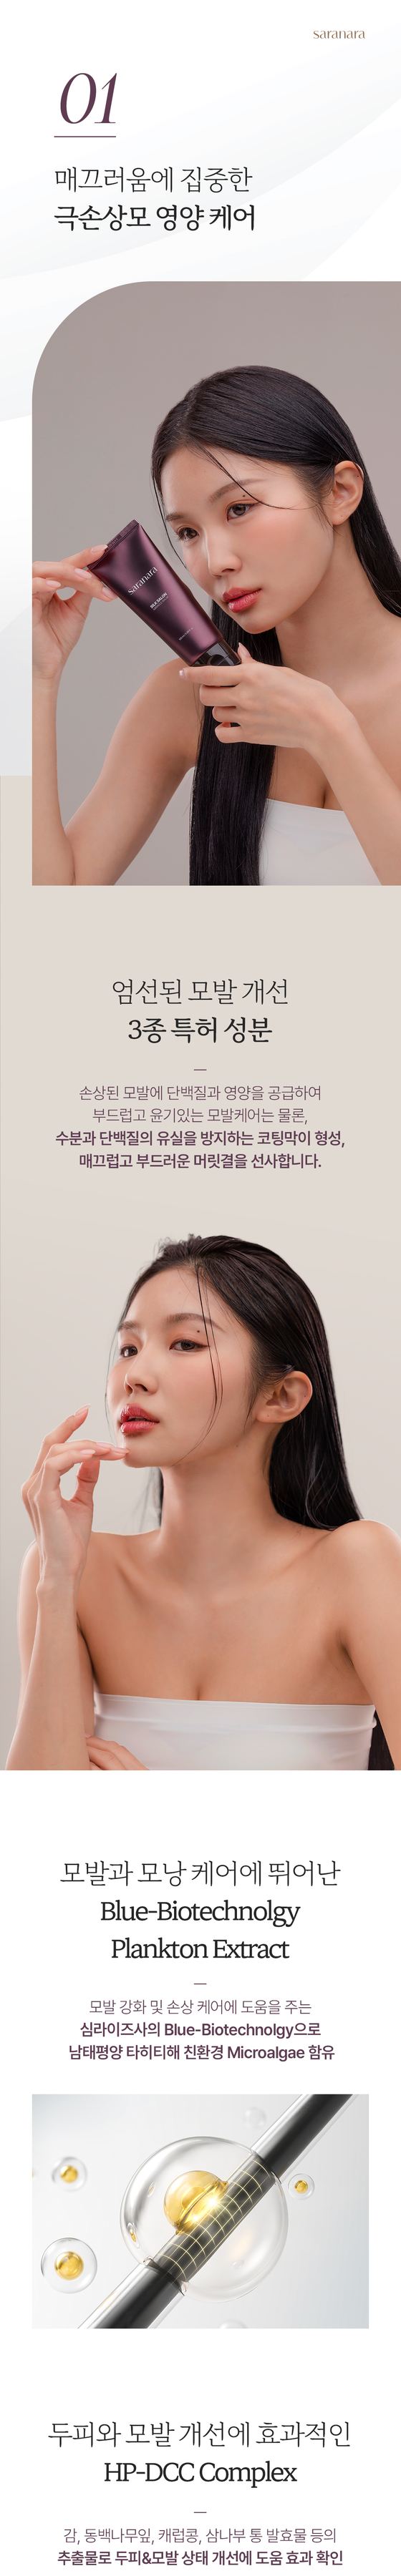 saranara
01
매끄러움에 집중한
극손상모 영양 케어
saranara
엄선된 모발 개선
3종 특허 성분
손상된 모발에 단백질과 영양을 공급하여
부드럽고 윤기있는 모발케어는 물론,
수분과 단백질의 유실을 방지하는 코팅막이 형성,
매끄럽고 부드러운 머릿결을 선사합니다.
모발과 모낭 케어에 뛰어난
Blue-Biotechnolgy
Plankton Extract
모발 강화 및 손상 케어에 도움을 주는
심라이즈사의 Blue-Biotechnolgy으로
남태평양 타히티해 친환경 Microalgae 함유
두피와 모발 개선에 효과적인
HP-DCC Complex
감, 동백나무잎, 캐럽콩, 삼나부 통 발효물 등의
추출물로 두피&모발 상태 개선에 도움 효과 확인